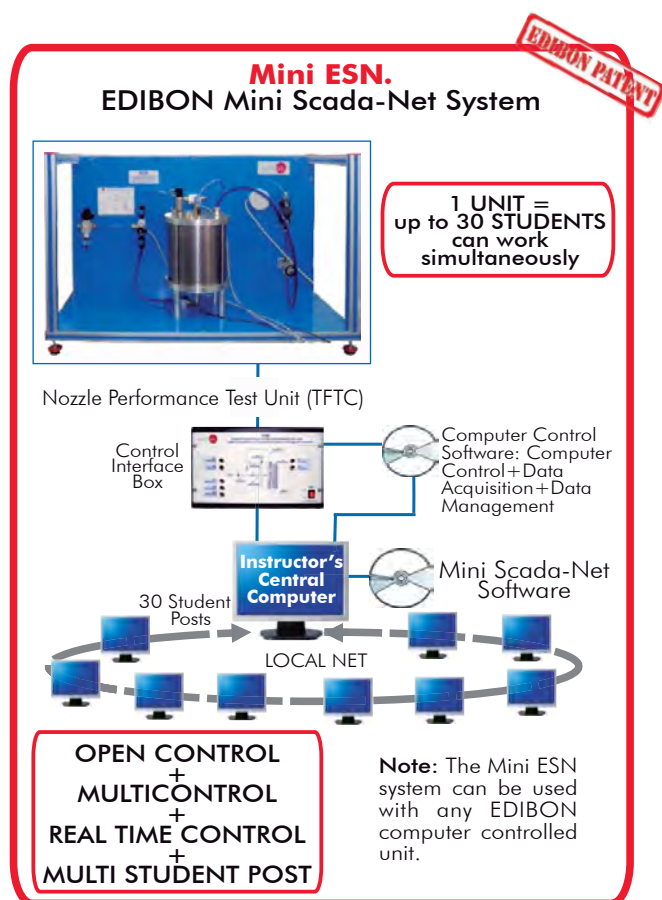 EDIBON PATENT
Mini ESN.
EDIBON Mini Scada-Net System
1 UNIT =
up to 30 STUDENTS
can work
simultaneously
Nozzle Performance Test Unit (TFTC)
Control
Interface
Box
Computer Control
Software: Computer
Control+Data
Acquisition+Data
Management
Instructor's
Central
Computer
Mini Scada-Net
Software
30 Student
Posts
LOCAL NET
OPEN CONTROL
+
MULTICONTROL
+
REAL TIME CONTROL
+
MULTI STUDENT POST
Note: The Mini ESN
system can be used
with any EDIBON
computer controlled
unit.